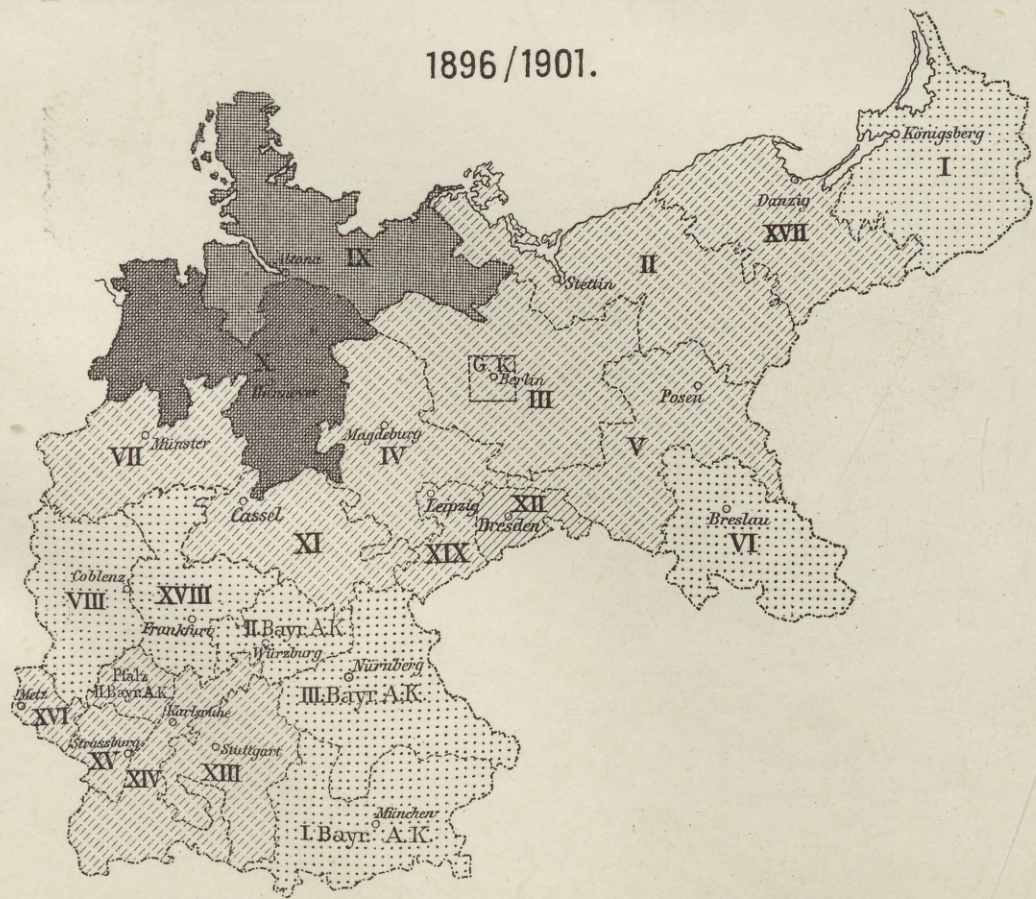 1896/1901.
Königsberg
I
Danzig
XVII
IX
Altona
II
Stettin
X
Hannover
G.K.
Berlin
III
Posen
Magdeburg
IV
V
VII
Münster
Cassel
XI
Leipzig
XII
Dresden
XIX
Breslau
VI
Coblenz
VIII
XVIII
Frankfurt
II.Bayr.A.K.
Würzburg
Nürnberg
III.Bayr.A.K.
Pfalz
II.Bayr.A.K.
Metz
XVI
Karlsruhe
Strassburg
XV
XIV
Stuttgart
XIII
München
I.Bayr. A.K.